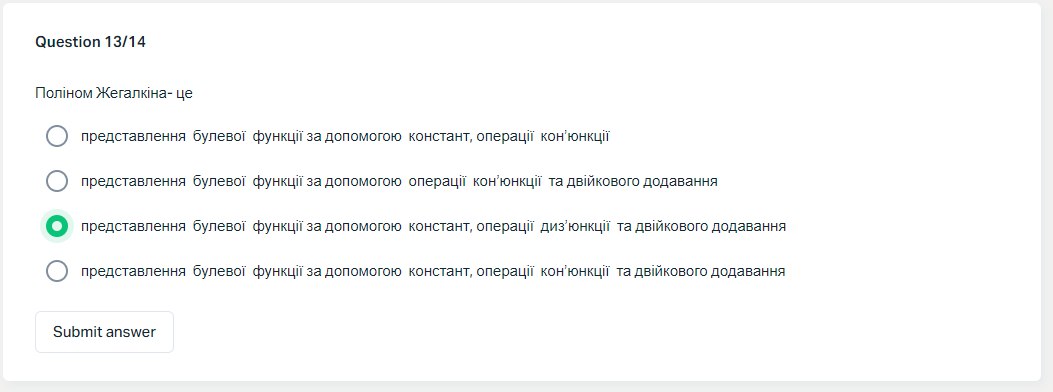 Question 13/14
Поліном Жегалкіна- це
представлення булевої функції за допомогою констант, операції кон’юнкції
представлення булевої функції за допомогою операції кон’юнкції та двійкового додавання
представлення булевої функції за допомогою констант, операції диз’юнкції та двійкового додавання
представлення булевої функції за допомогою констант, операції кон’юнкції та двійкового додавання
Submit answer